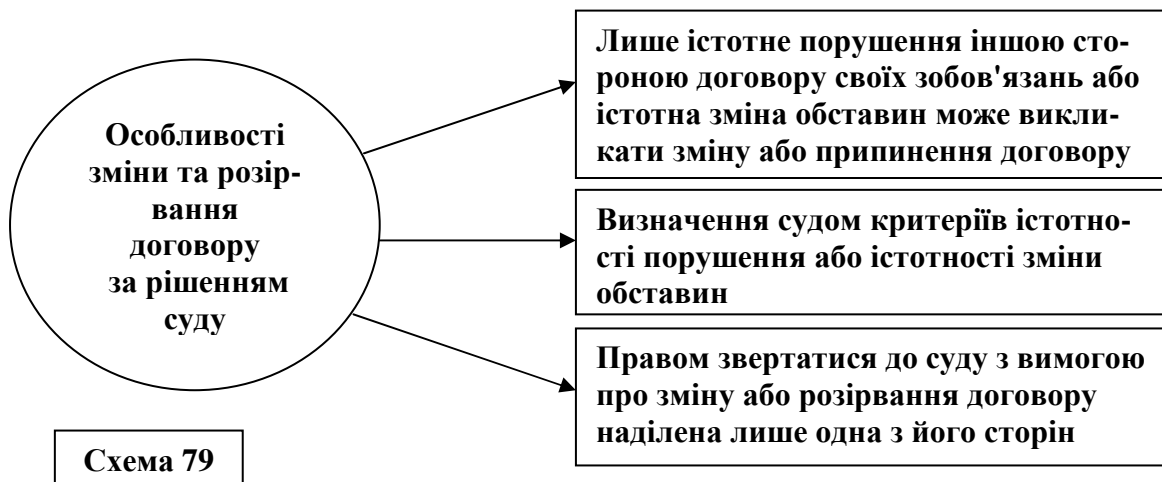 Особливості
зміни та розір-
вання
договору
за рішенням
суду
Лише істотне порушення іншою сто-
роною договору своїх зобов'язань або
істотна зміна обставин може викли-
кати зміну або припинення договору
Визначення судом критеріїв істотно-
сті порушення або істотності зміни
обставин
Правом звертатися до суду з вимогою
про зміну або розірвання договору
наділена лише одна з його сторін
Схема 79